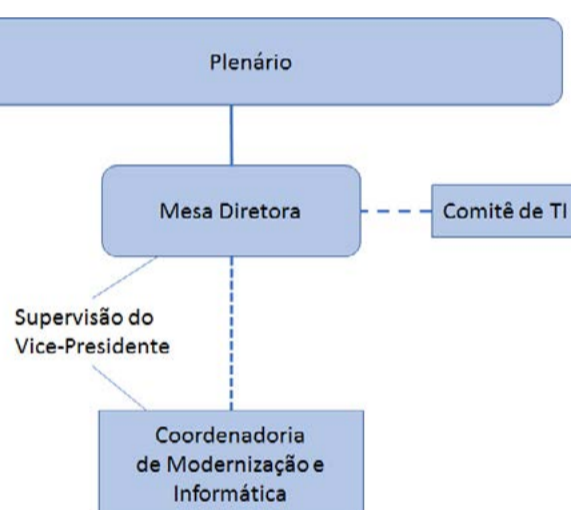 Plenário
Mesa Diretora
Comitê de TI
Supervisão do
Vice-Presidente
Coordenadoria
de Modernização e
Informática